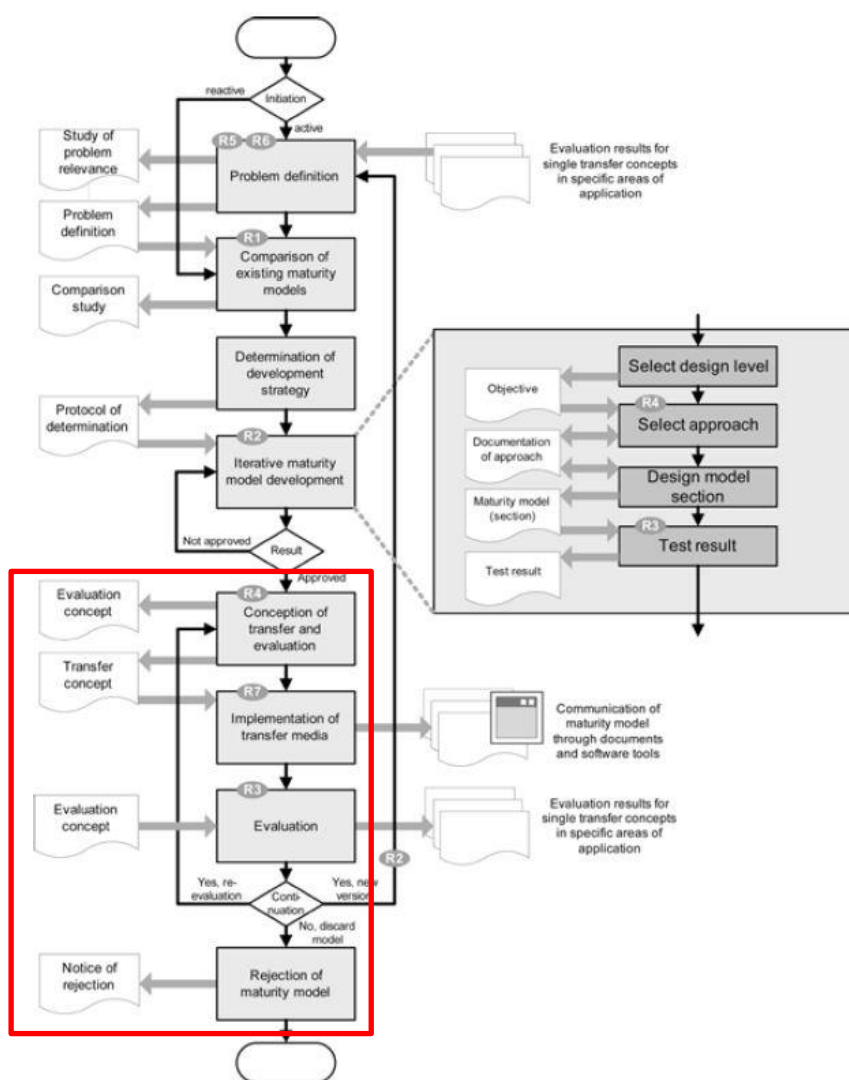 reactive
Initiation
active
Study of
problem
relevance
R5 R6
Problem definition
Evaluation results for
single transfer concepts
in specific areas of
application
Problem
definition
R1
Comparison of
existing maturity
models
Comparison
study
Determination of
development
strategy
Protocol of
determination
R2
Iterative maturity
model development
Not approved
Result
Approved
Select design level
Objective
R4
Select approach
Documentation
of approach
Design model
section
Maturity model
(section)
R3
Test result
Test result
Evaluation
concept
R4
Conception of
transfer and
evaluation
Transfer
concept
R7
Implementation of
transfer media
Communication of
maturity model
through documents
and software tools
Evaluation
concept
R3
Evaluation
Evaluation results for
single transfer concepts
in specific areas of
application
R2
Yes, re-
evaluation
Conti-
nuation
Yes, new
version
No, discard
model
Notice of
rejection
Rejection of
maturity model